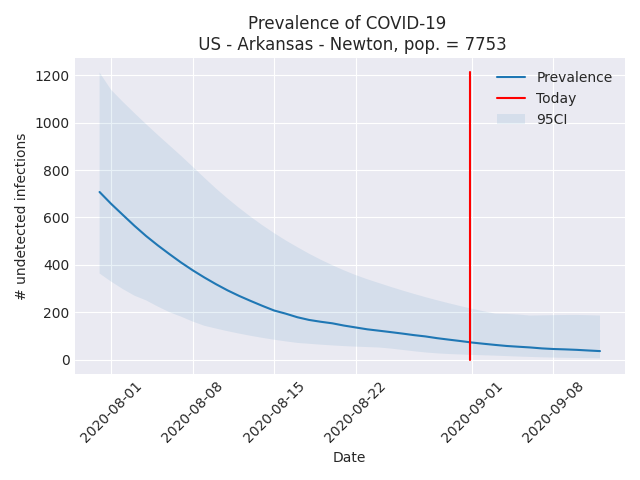 Prevalence of COVID-19
US - Arkansas - Newton, pop. = 7753
1200
1000
800
600
400
200
0
# undetected infections
Prevalence
Today
95CI
2020-08-01
2020-08-08
2020-08-15
2020-08-22
2020-09-01
2020-09-08
Date